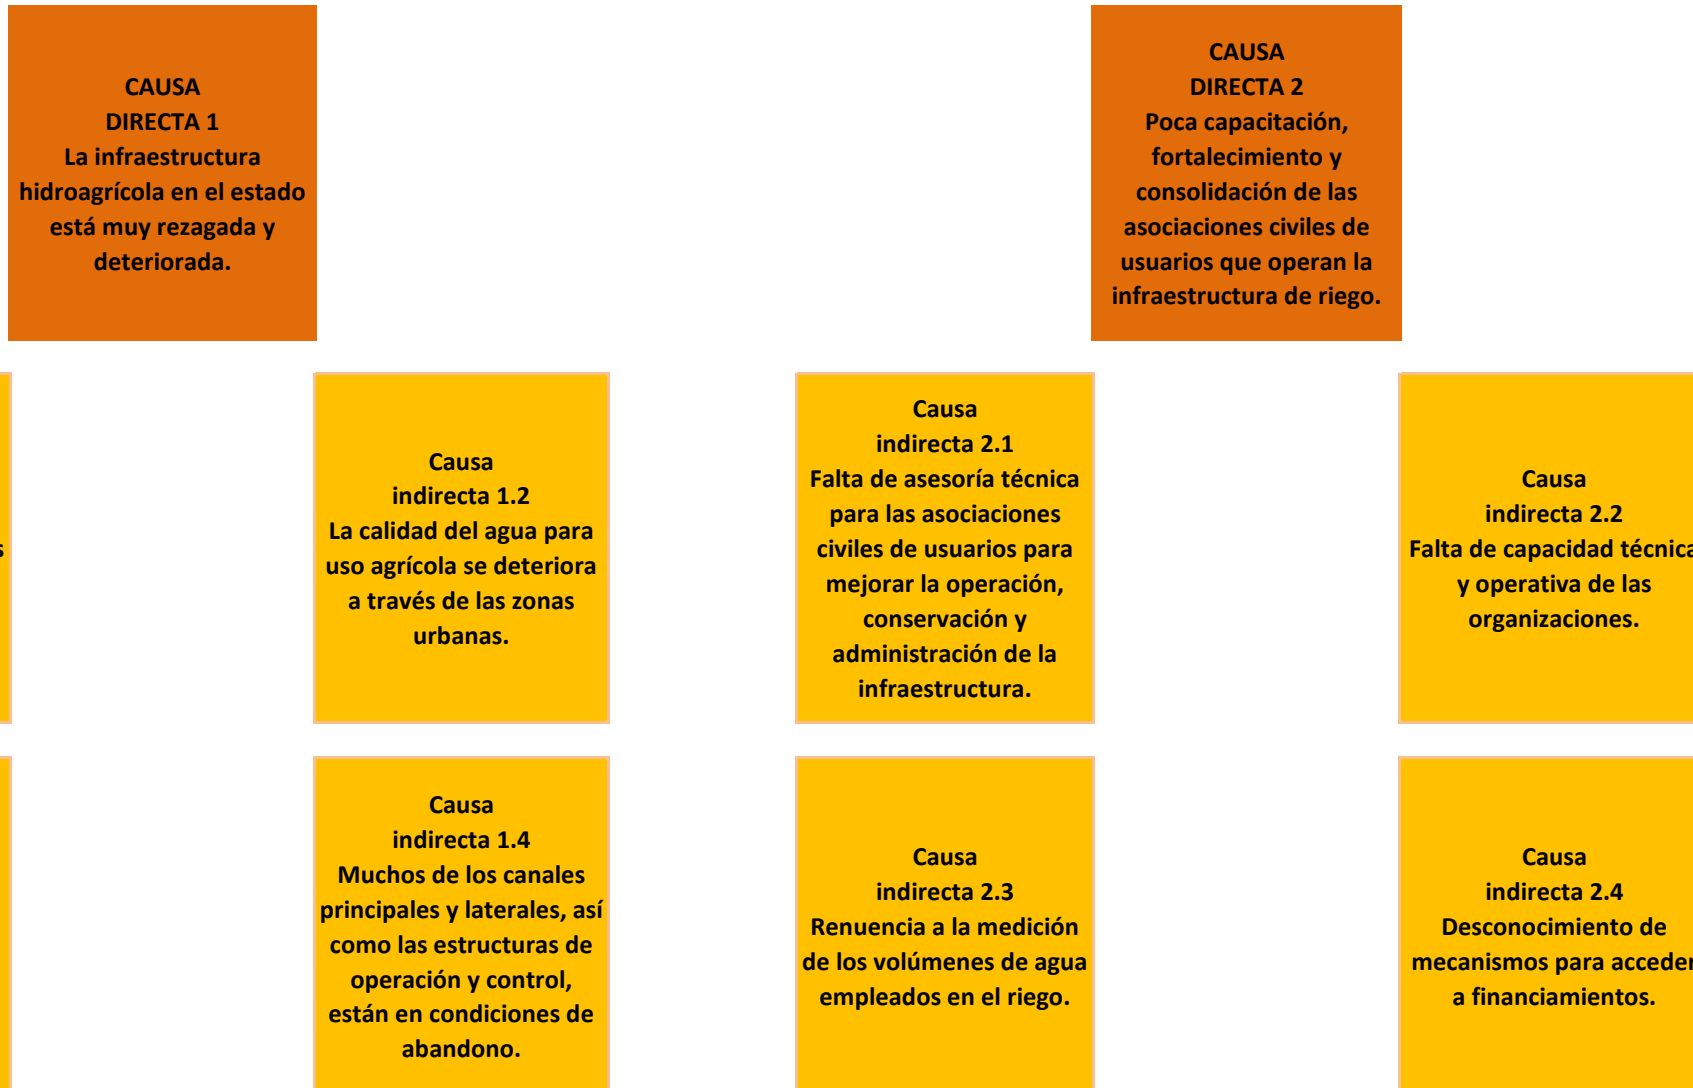 CAUSA
DIRECTA 1
La infraestructura
hidroagrícola en el estado
está muy rezagada y
deteriorada.
CAUSA
DIRECTA 2
Poca capacitación,
fortalecimiento y
consolidación de las
asociaciones civiles de
usuarios que operan la
infraestructura de riego.
Causa
indirecta 1.2
La calidad del agua para
uso agrícola se deteriora
a través de las zonas
urbanas.
Causa
indirecta 2.1
Falta de asesoría técnica
para las asociaciones
civiles de usuarios para
mejorar la operación,
conservación y
administración de la
infraestructura.
Causa
indirecta 2.2
Falta de capacidad técnica
y operativa de las
organizaciones.
Causa
indirecta 1.4
Muchos de los canales
principales y laterales, así
como las estructuras de
operación y control,
están en condiciones de
abandono.
Causa
indirecta 2.3
Renuencia a la medición
de los volúmenes de agua
empleados en el riego.
Causa
indirecta 2.4
Desconocimiento de
mecanismos para acceder
a financiamientos.